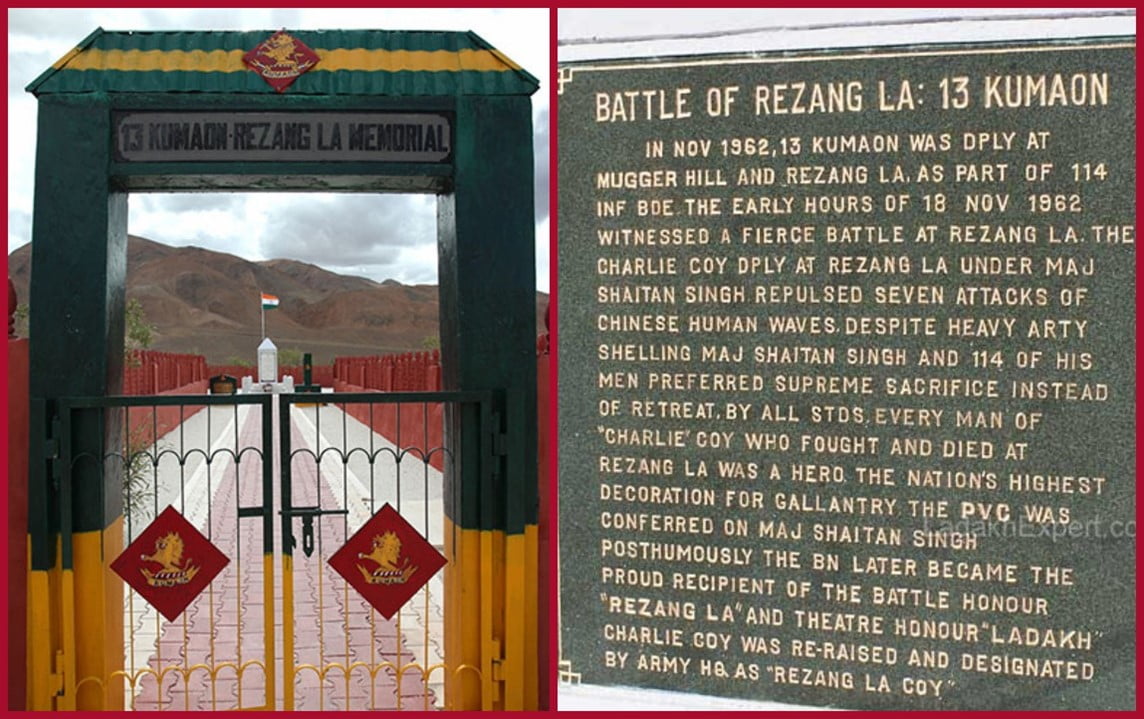 KUMAON
13 KUMAON-REZANG LA MEMORIAL
KUMAON
KUMAON
BATTLE OF REZANG LA: 13 KUMAON
IN NOV 1962, 13 KUMAON WAS DPLY AT
MUGGER HILL AND REZANG LA, AS PART OF 114
INF BDE. THE EARLY HOURS OF 18 NOV 1962
WITNESSED A FIERCE BATTLE AT REZANG LA. THE
CHARLIE COY DPLY AT REZANG LA UNDER MAJ
SHAITAN SINGH REPULSED SEVEN ATTACKS OF
CHINESE HUMAN WAVES. DESPITE HEAVY ARTY
SHELLING MAJ SHAITAN SINGH AND 114 OF HIS
MEN PREFERRED SUPREME SACRIFICE INSTEAD
OF RETREAT. BY ALL STDS. EVERY MAN OF
"CHARLIE" COY WHO FOUGHT AND DIED AT
REZANG LA WAS A HERO. THE NATION'S HIGHEST
DECORATION FOR GALLANTRY, THE PVC WAS
CONFERRED ON MAJ SHAITAN SINGH
POSTHUMOUSLY THE BN LATER BECAME THE
PROUD RECIPIENT OF THE BATTLE HONOUR
"REZANG LA" AND THEATRE HONOUR "LADAKH"
CHARLIE COY WAS RE-RAISED AND DESIGNATED
BY ARMY HQ. AS "REZANG LA COY"
LadakhExpert.co